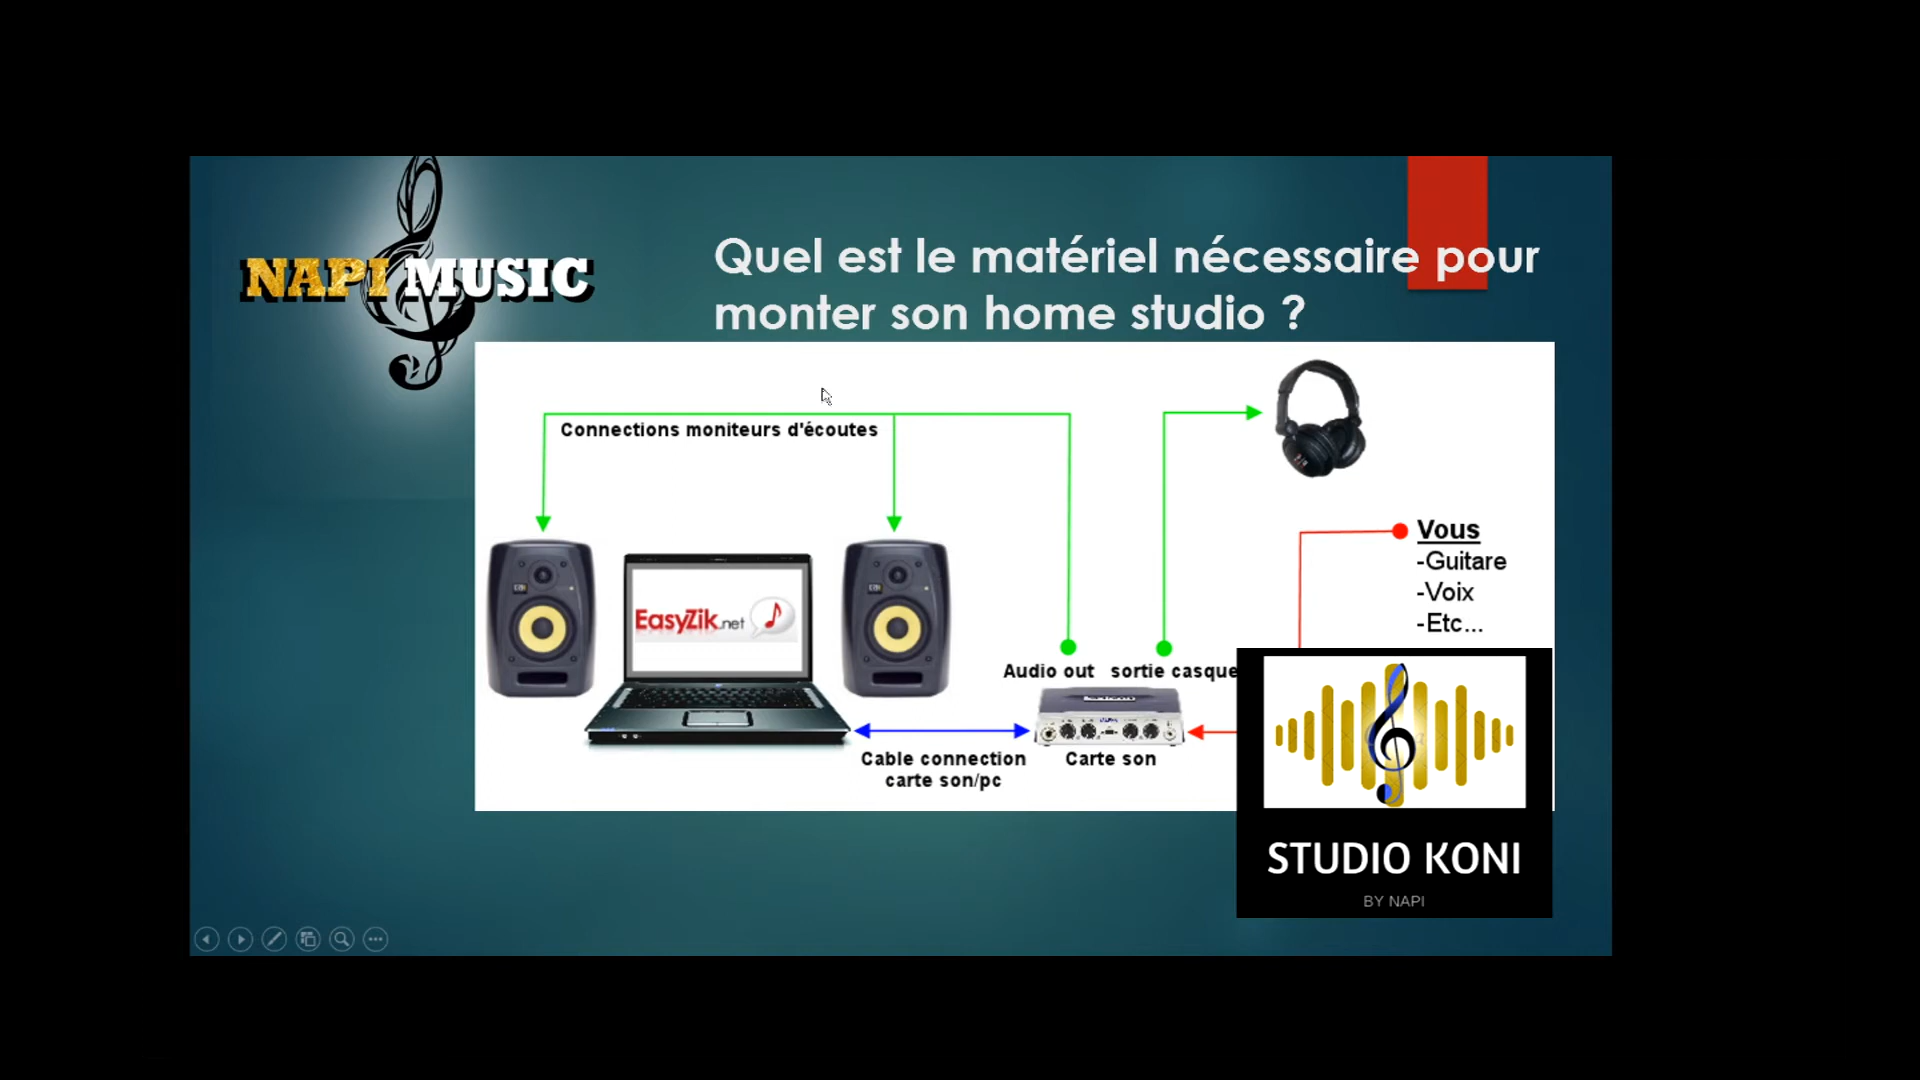 NAPI MUSIC
Quel est le matériel nécessaire pour
monter son home studio ?
Connections moniteurs d'écoutes
Vous
-Guitare
-Voix
-Etc...
EasyZik.net
Audio out
sortie casque
lexicon
Cable connection
carte son/pc
Carte son
STUDIO KONI
BY NAPI